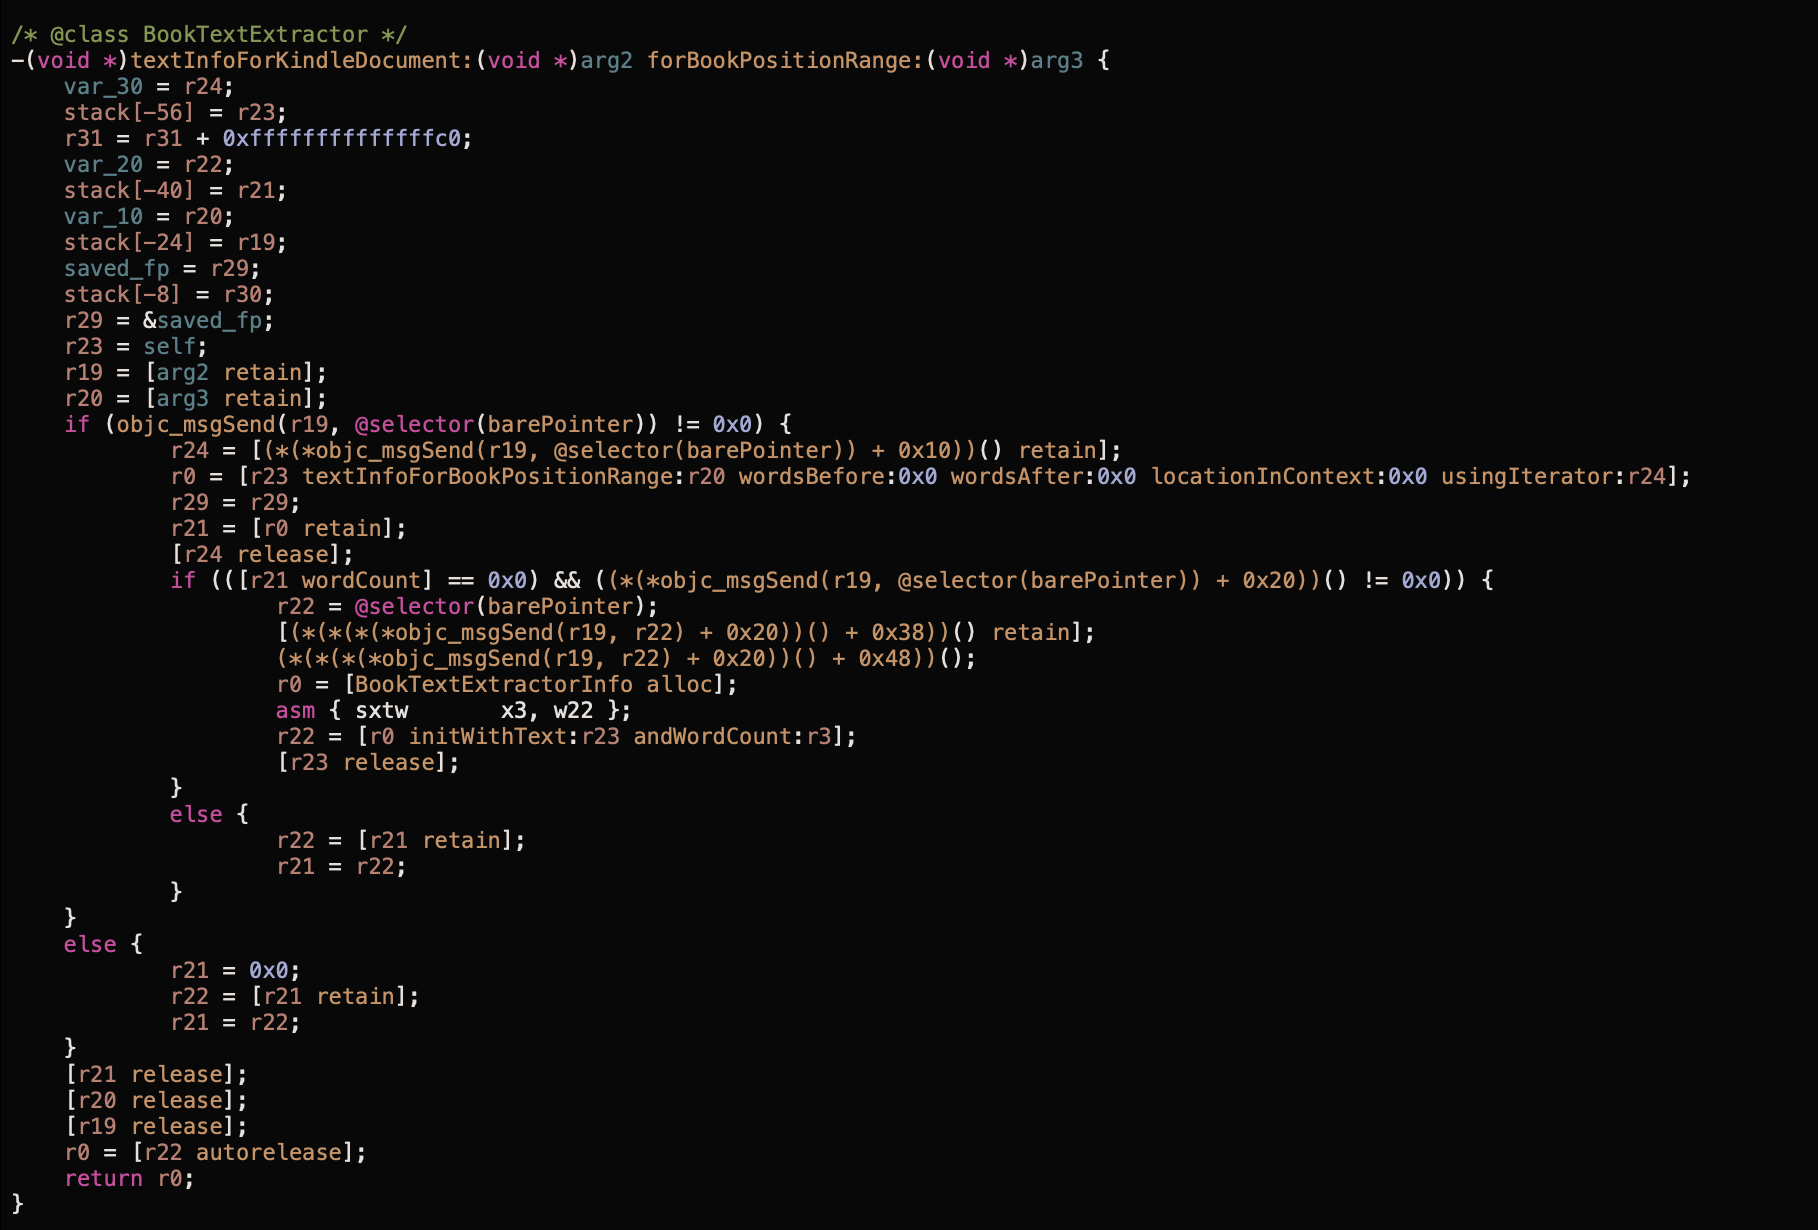 /* @class BookTextExtractor */
-(void *)textInfoForKindleDocument:(void *)arg2 forBookPositionRange:(void *)arg3 {
    var_30 = r24;
    stack[-56] = r23;
    r31 = r31 + 0xffffffffffffffc0;
    var_20 = r22;
    stack[-40] = r21;
    var_10 = r20;
    stack[-24] = r19;
    saved_fp = r29;
    stack[-8] = r30;
    r29 = &saved_fp;
    r23 = self;
    r19 = [arg2 retain];
    r20 = [arg3 retain];
    if (objc_msgSend(r19, @selector(barePointer)) != 0x0) {
            r24 = [(*(*objc_msgSend(r19, @selector(barePointer)) + 0x10))() retain];
            r0 = [r23 textInfoForBookPositionRange:r20 wordsBefore:0x0 wordsAfter:0x0 locationInContext:0x0 usingIterator:r24];
            r29 = r29;
            r21 = [r0 retain];
            [r24 release];
            if (([r21 wordCount] == 0x0) && ((*(*objc_msgSend(r19, @selector(barePointer)) + 0x20))() != 0x0)) {
                    r22 = @selector(barePointer);
                    [(*(*(*(*objc_msgSend(r19, r22) + 0x20))() + 0x38))() retain];
                    (*(*(*(*objc_msgSend(r19, r22) + 0x20))() + 0x48))();
                    r0 = [BookTextExtractorInfo alloc];
                    asm { sxtw       x3, w22 };
                    r22 = [r0 initWithText:r23 andWordCount:r3];
                    [r23 release];
            }
            else {
                    r22 = [r21 retain];
                    r21 = r22;
            }
    }
    else {
            r21 = 0x0;
            r22 = [r21 retain];
            r21 = r22;
    }
    [r21 release];
    [r20 release];
    [r19 release];
    r0 = [r22 autorelease];
    return r0;
}